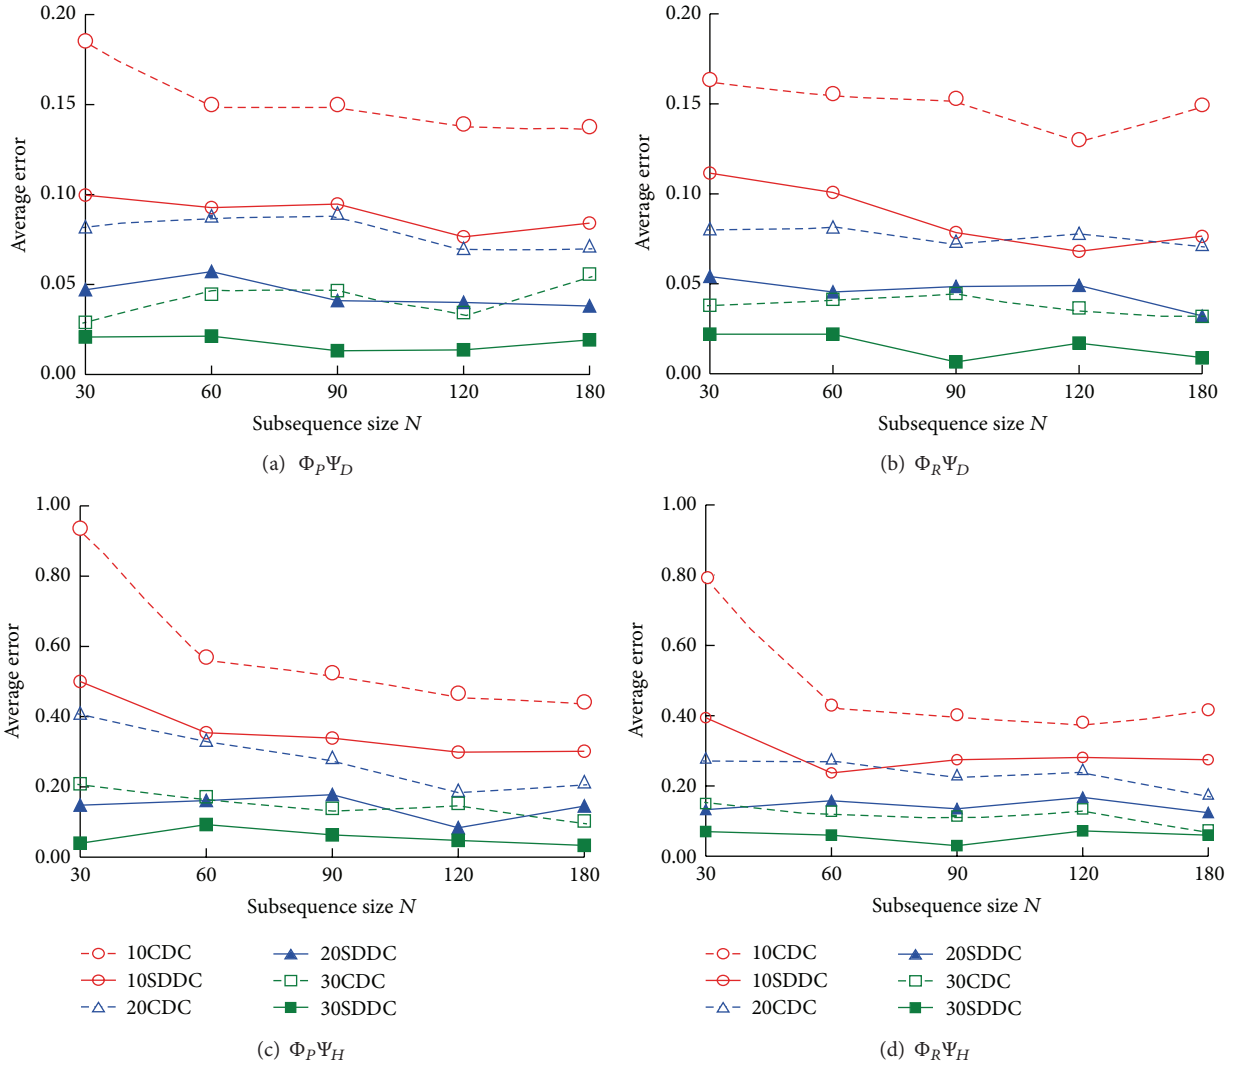 0.20
0.15
0.10
0.05
0.00
Average error
30 60 90 120 180
Subsequence size N
(a) Φ_PΨ_D
0.20
0.15
0.10
0.05
0.00
Average error
30 60 90 120 180
Subsequence size N
(b) Φ_RΨ_D
1.00
0.80
0.60
0.40
0.20
0.00
Average error
30 60 90 120 180
Subsequence size N
10CDC
10SDDC
20CDC
20SDDC
30CDC
30SDDC
(c) Φ_PΨ_H
1.00
0.80
0.60
0.40
0.20
0.00
Average error
30 60 90 120 180
Subsequence size N
10CDC
10SDDC
20CDC
20SDDC
30CDC
30SDDC
(d) Φ_RΨ_H